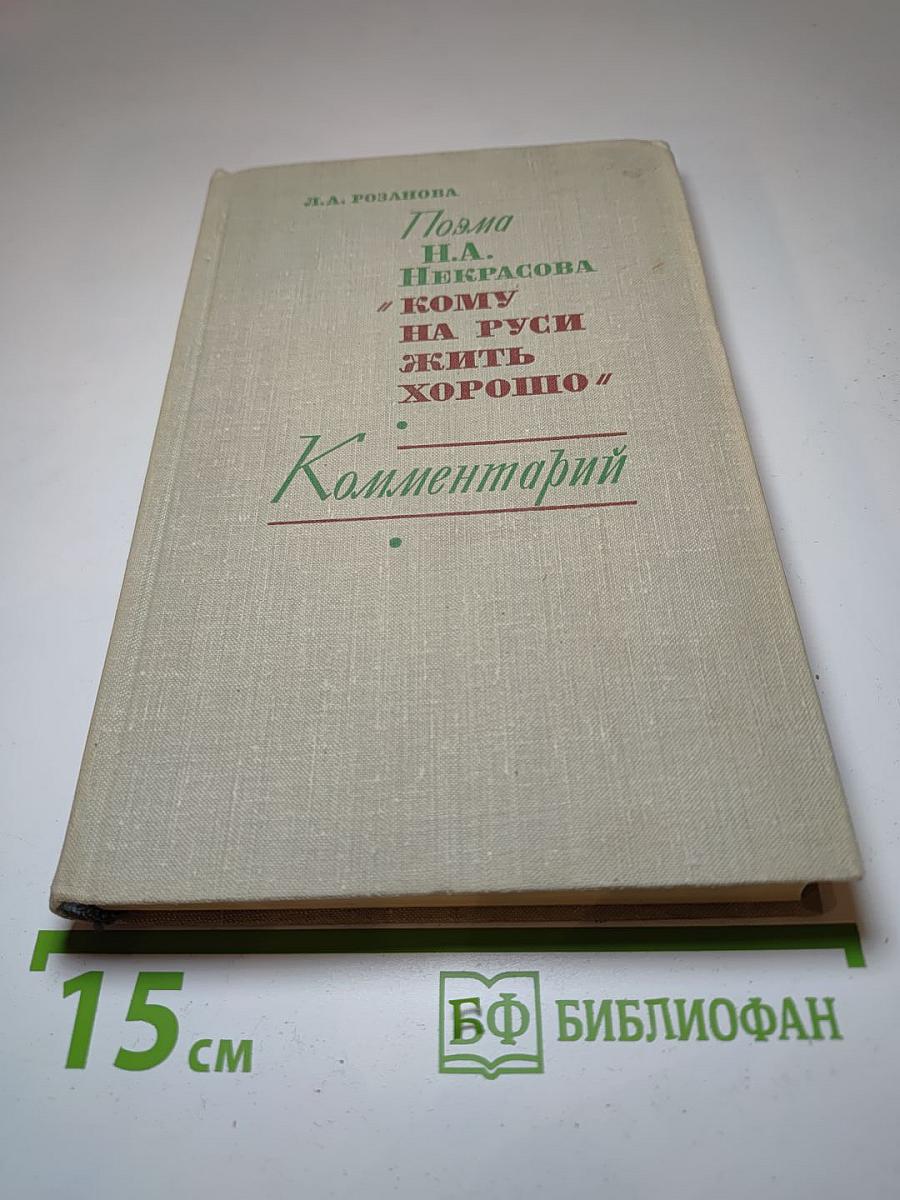 Л.А. РОЗАНОВА
Поэма
Н.А.
НЕКРАСОВА
"КОМУ
НА РУСИ
ЖИТЬ
ХОРОШО"
Комментарий
15 см
БФ БИБЛИОФАН